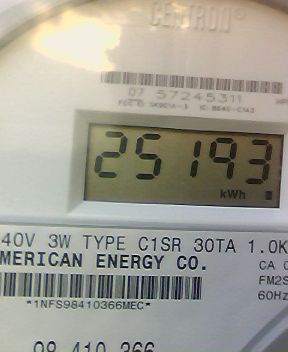 CENTRON®
07 57245311
25193
kWh
40V 3W TYPE C1SR 30TA 1.0K
MERICAN ENERGY CO.
CA 0
FM2S
60Hz
*1NFS98410366MEC*
98 410 366